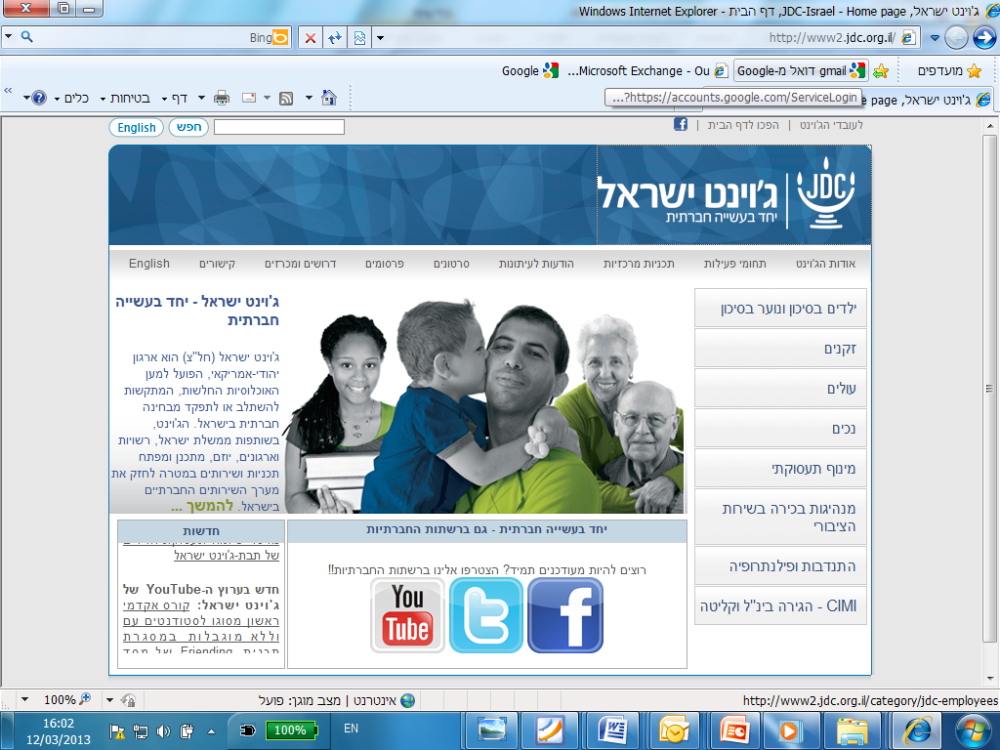 ג'וינט ישראל, JDC-Israel - Home page, דף הבית - Windows Internet Explorer
http://www2.jdc.org.il/
Bing
מועדפים
gmail דואל מ-Google
Microsoft Exchange - Ou...
Google
ג'וינט ישראל, e page
https://accounts.google.com/ServiceLogin?...
דף
בטיחות
כלים
לעובדי הג'וינט | הפכו לדף הבית |
חפש
English
JDC
ג'וינט ישראל
יחד בעשייה חברתית
אודות הג'וינט
תחומי פעילות
תכניות מרכזיות
הודעות לעיתונות
סרטונים
פרסומים
דרושים ומכרזים
קישורים
English
ילדים בסיכון ונוער בסיכון
זקנים
עולים
נכים
מינוף תעסוקתי
מנהיגות בכירה בשירות
הציבורי
התנדבות ופילנתרופיה
CIMI - הגירה בינ"ל וקליטה
ג'וינט ישראל - יחד בעשייה
חברתית
ג'וינט ישראל (חל"צ) הוא ארגון
יהודי-אמריקאי, הפועל למען
האוכלוסיות החלשות, המתקשות
להשתלב או לתפקד מבחינה
חברתית בישראל. הג'וינט,
בשותפות ממשלת ישראל, רשויות
וארגונים, יוזם, מתכנן ומפתח
תכניות ושירותים במטרה לחזק את
מערך השירותים החברתיים
בישראל. להמשך ...
יחד בעשייה חברתית - גם ברשתות החברתיות
רוצים להיות מעודכנים תמיד? הצטרפו אלינו ברשתות החברתיות!!
You
Tube
t
f
חדשות
של תבת-ג'וינט ישראל
חדש בערוץ ה-YouTube של
ג'וינט ישראל: קורס אקדמי
ראשון מסוגו לסטודנטים עם
וללא מוגבלות במסגרת
תכנית Friending של מסד
http://www2.jdc.org.il/category/jdc-employees
אינטרנט | מצב מוגן: פועל
100%
EN
100%
16:02
12/03/2013